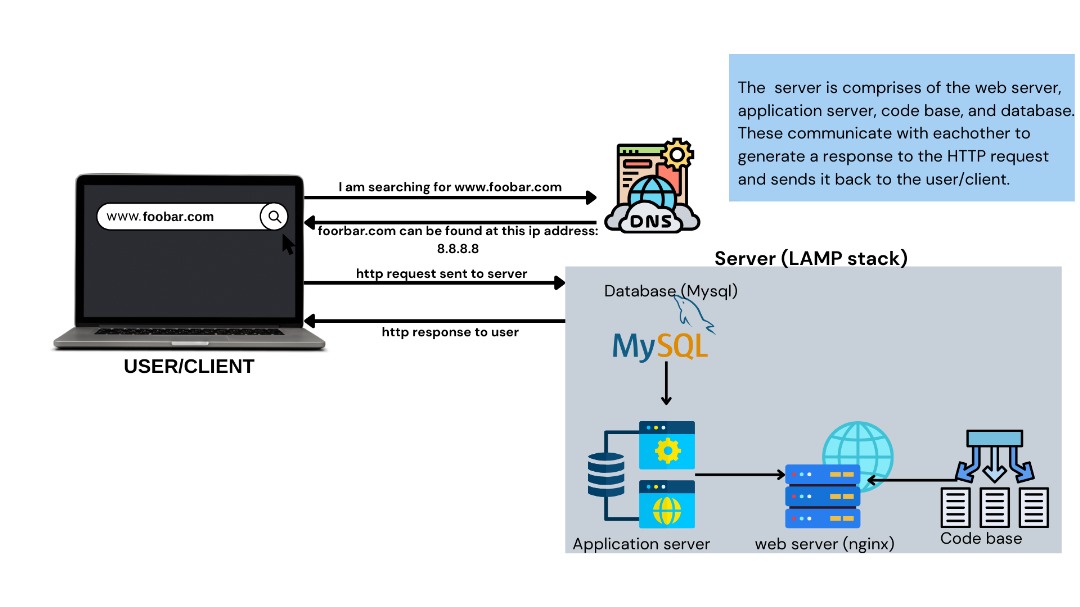 The  server is comprises of the web server,
application server, code base, and database.
These communicate with eachother to
generate a response to the HTTP request
and sends it back to the user/client.
I am searching for www.foobar.com
www.foobar.com
DNS
foorbar.com can be found at this ip address:
8.8.8.8
Server (LAMP stack)
http request sent to server
Database (Mysql)
http response to user
MySQL
USER/CLIENT
Application server
web server (nginx)
Code base